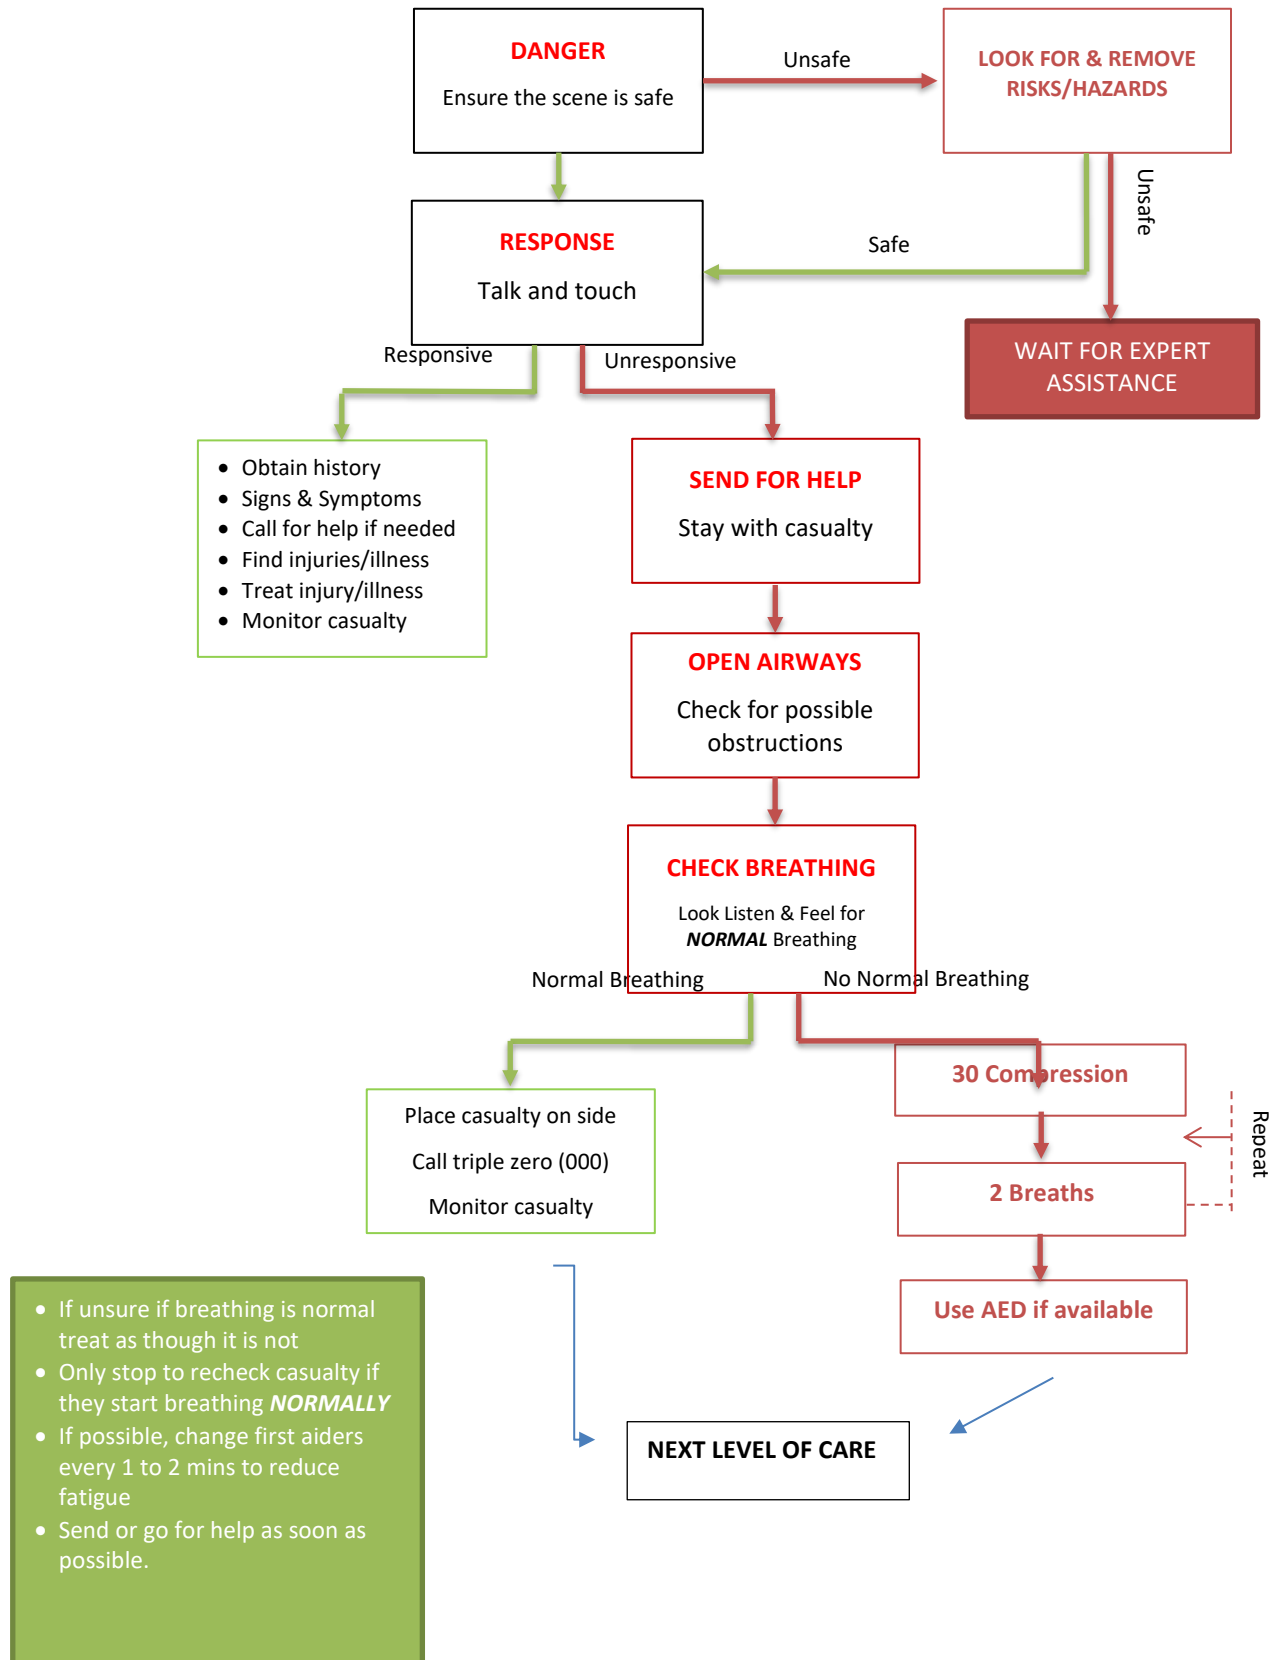 DANGER
Ensure the scene is safe
Unsafe
LOOK FOR & REMOVE
RISKS/HAZARDS
Unsafe
RESPONSE
Talk and touch
Safe
WAIT FOR EXPERT
ASSISTANCE
Responsive
Unresponsive
• Obtain history
• Signs & Symptoms
• Call for help if needed
• Find injuries/illness
• Treat injury/illness
• Monitor casualty
SEND FOR HELP
Stay with casualty
OPEN AIRWAYS
Check for possible
obstructions
CHECK BREATHING
Look Listen & Feel for
NORMAL Breathing
Normal Breathing
No Normal Breathing
Place casualty on side
Call triple zero (000)
Monitor casualty
30 Compression
2 Breaths
Repeat
Use AED if available
• If unsure if breathing is normal
treat as though it is not
• Only stop to recheck casualty if
they start breathing NORMALLY
• If possible, change first aiders
every 1 to 2 mins to reduce
fatigue
• Send or go for help as soon as
possible.
NEXT LEVEL OF CARE